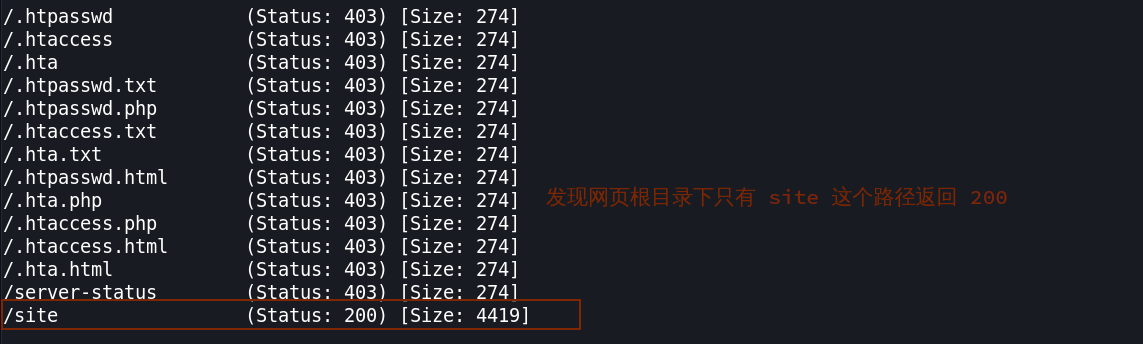 /.htpasswd (Status: 403) [Size: 274]
/.htaccess (Status: 403) [Size: 274]
/.hta (Status: 403) [Size: 274]
/.htpasswd.txt (Status: 403) [Size: 274]
/.htpasswd.php (Status: 403) [Size: 274]
/.htaccess.txt (Status: 403) [Size: 274]
/.hta.txt (Status: 403) [Size: 274]
/.htpasswd.html (Status: 403) [Size: 274]
发现网页根目录下只有 site 这个路径返回 200
/.hta.php (Status: 403) [Size: 274]
/.htaccess.php (Status: 403) [Size: 274]
/.htaccess.html (Status: 403) [Size: 274]
/.hta.html (Status: 403) [Size: 274]
/server-status (Status: 403) [Size: 274]
/site (Status: 200) [Size: 4419]